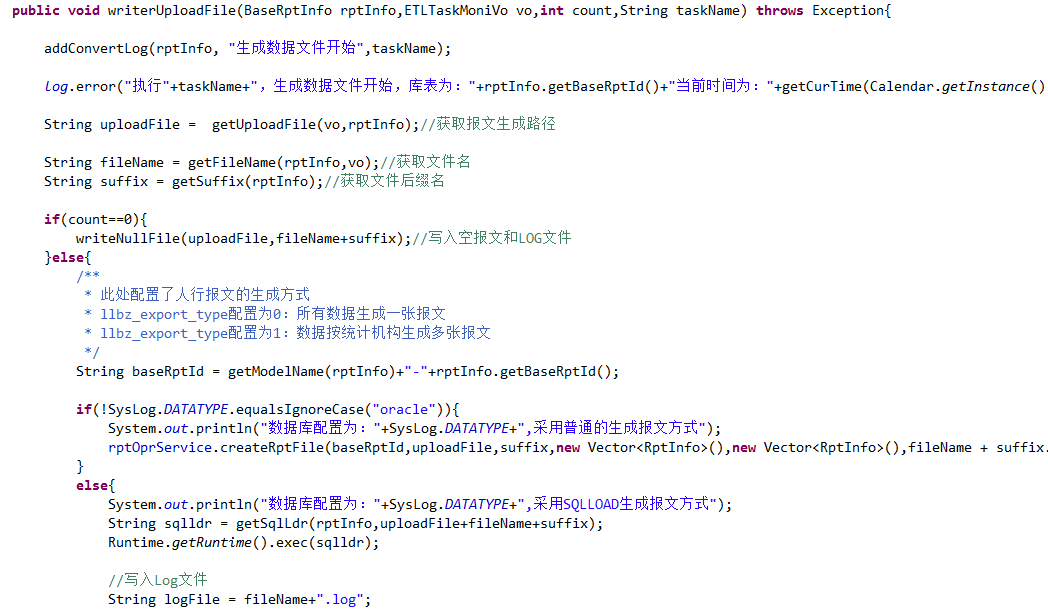 public void writerUploadFile(BaseRptInfo rptInfo,ETLTaskMoniVo vo,int count,String taskName) throws Exception{
addConvertLog(rptInfo, "生成数据文件开始",taskName);
log.error("执行"+taskName+", 生成数据文件开始，库表为："+rptInfo.getBaseRptId()+"当前时间为："+getCurTime(Calendar.getInstance()
String uploadFile =  getUploadFile(vo,rptInfo);//获取报文生成路径
String fileName = getFileName(rptInfo,vo);//获取文件名
String suffix = getSuffix(rptInfo);//获取文件后缀名
if(count==0){
writeNullFile(uploadFile,fileName+suffix);//写入空报文和LOG文件
}else{
/**
* 此处配置了人行报文的生成方式
* llbz_export_type配置为0：所有数据生成一张报文
* llbz_export_type配置为1：数据按统计机构生成多张报文
*/
String baseRptId = getModelName(rptInfo)+"-"+rptInfo.getBaseRptId();
if(!SysLog.DATATYPE.equalsIgnoreCase("oracle")){
System.out.println("数据库配置为："+SysLog.DATATYPE+",采用普通的生成报文方式");
rptOprService.createRptFile(baseRptId,uploadFile,suffix,new Vector<RptInfo>(),new Vector<RptInfo>(),fileName + suffix.
}
else{
System.out.println("数据库配置为："+SysLog.DATATYPE+",采用SQLLOAD生成报文方式");
String sqlldr = getSqlLdr(rptInfo,uploadFile+fileName+suffix);
Runtime.getRuntime().exec(sqlldr);
//写入Log文件
String logFile = fileName+".log";